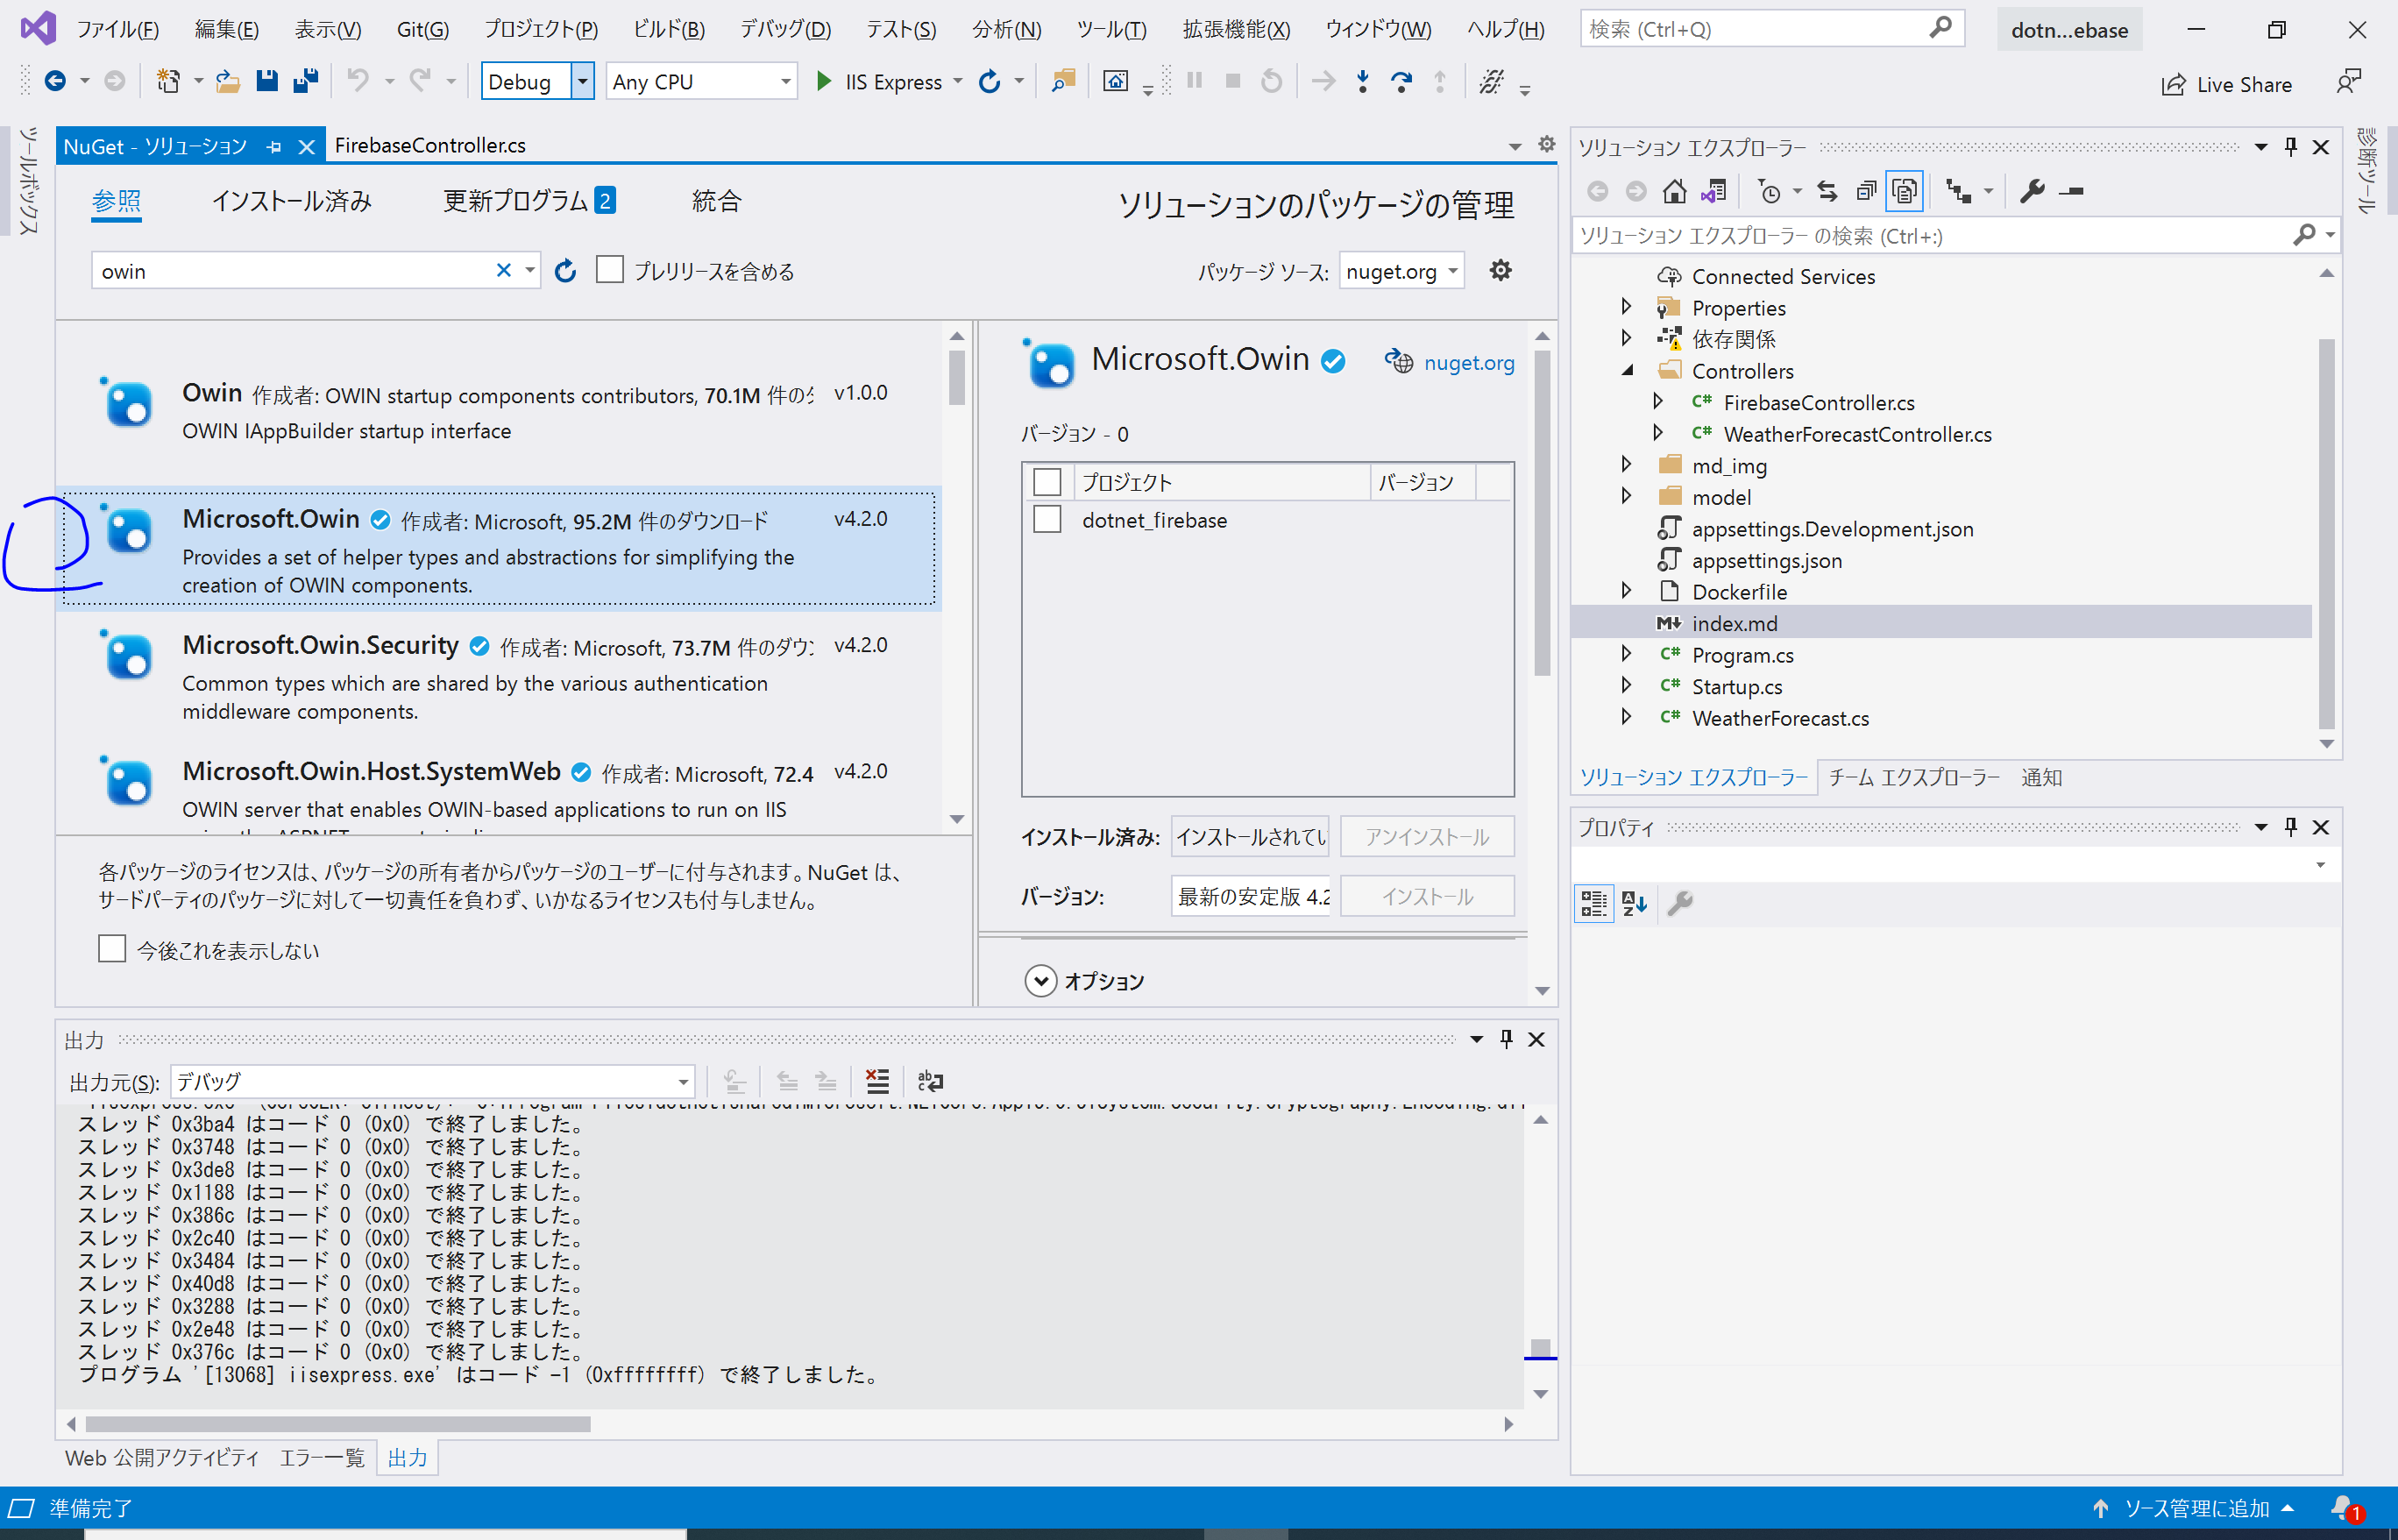 ファイル(F) 編集(E) 表示(V) Git(G) プロジェクト(P) ビルド(B) デバッグ(D) テスト(S) 分析(N) ツール(T) 拡張機能(X) ウィンドウ(W) ヘルプ(H) 検索 (Ctrl+Q) dotn...ebase
Debug Any CPU IIS Express Live Share
ツールボックス
NuGet - ソリューション FirebaseController.cs
参照 インストール済み 更新プログラム 2 統合 ソリューションのパッケージの管理
owin プレリリースを含める パッケージ ソース: nuget.org
Owin 作成者: OWIN startup components contributors, 70.1M 件の v1.0.0
OWIN IAppBuilder startup interface
Microsoft.Owin 作成者: Microsoft, 95.2M 件のダウンロード v4.2.0
Provides a set of helper types and abstractions for simplifying the
creation of OWIN components.
Microsoft.Owin.Security 作成者: Microsoft, 73.7M 件のダウ v4.2.0
Common types which are shared by the various authentication
middleware components.
Microsoft.Owin.Host.SystemWeb 作成者: Microsoft, 72.4 v4.2.0
OWIN server that enables OWIN-based applications to run on IIS
各パッケージのライセンスは、パッケージの所有者からパッケージのユーザーに付与されます。NuGet は、
サードパーティのパッケージに対して一切責任を負わず、いかなるライセンスも付与しません。
今後これを表示しない
Microsoft.Owin nuget.org
バージョン - 0
プロジェクト バージョン
dotnet_firebase
インストール済み: インストールされてい アンインストール
バージョン: 最新の安定版 4.2 インストール
オプション
出力
出力元(S): デバッグ
スレッド 0x3ba4 はコード 0 (0x0) で終了しました。
スレッド 0x3748 はコード 0 (0x0) で終了しました。
スレッド 0x3de8 はコード 0 (0x0) で終了しました。
スレッド 0x1188 はコード 0 (0x0) で終了しました。
スレッド 0x386c はコード 0 (0x0) で終了しました。
スレッド 0x2c40 はコード 0 (0x0) で終了しました。
スレッド 0x3484 はコード 0 (0x0) で終了しました。
スレッド 0x40d8 はコード 0 (0x0) で終了しました。
スレッド 0x3288 はコード 0 (0x0) で終了しました。
スレッド 0x2e48 はコード 0 (0x0) で終了しました。
スレッド 0x376c はコード 0 (0x0) で終了しました。
プログラム '[13068] iisexpress.exe' はコード -1 (0xffffffff) で終了しました。
Web 公開アクティビティ エラー一覧 出力
ソリューション エクスプローラー
ソリューション エクスプローラー の検索 (Ctrl+:)
Connected Services
Properties
依存関係
Controllers
C# FirebaseController.cs
C# WeatherForecastController.cs
md_img
model
appsettings.Development.json
appsettings.json
Dockerfile
M index.md
C# Program.cs
C# Startup.cs
C# WeatherForecast.cs
ソリューション エクスプローラー チーム エクスプローラー 通知
プロパティ
診断ツール
準備完了 ソース管理に追加 1